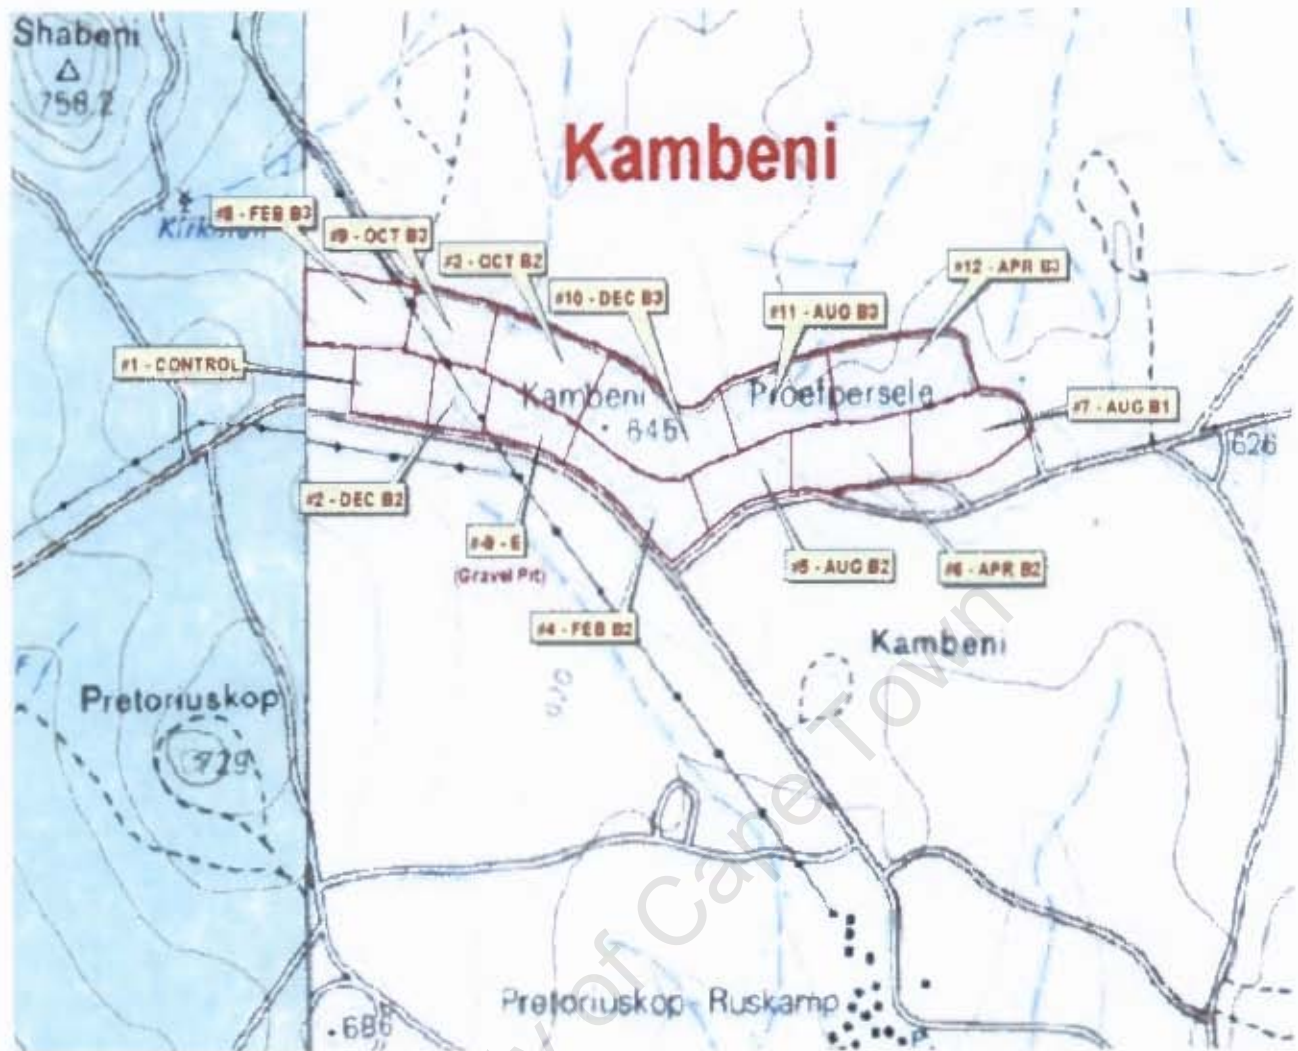 Shabeni
758.2
Kambeni
#8 - FEB B3
#9 - OCT B3
#3 - OCT B2
#10 - DEC B3
#11 - AUG B3
#12 - APR B3
#1 - CONTROL
Kambeni
645
Proefpersele
#7 - AUG B1
626
#2 - DEC B2
(Gravel Pit)
#5 - AUG B2
#6 - APR B2
#4 - FEB B2
Kambeni
Pretoriuskop
729
Pretoriuskop Ruskamp
686
of Cape Town